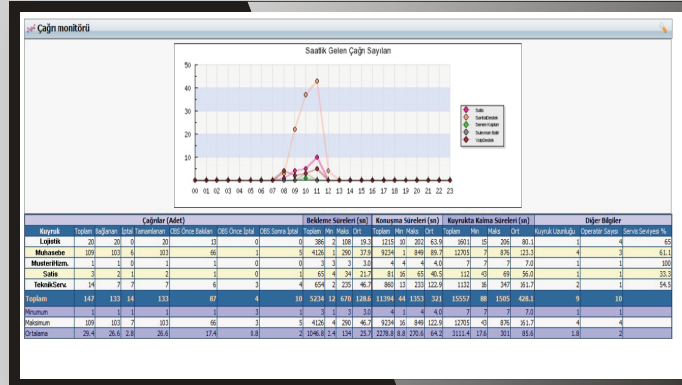 Çağrı monitörü
Saatlik Gelen Çağrı Sayıları
50
40
30
20
10
00 01 02 03 04 05 06 07 08 09 10 11 12 13 14 15 16 17 18 19 20 21 22 23
Satis
SantralDestek
VoipDestek
Çağrılar (Adet) Bekleme Süreleri (sn) Konuşma Süreleri (sn) Kuyrukta Kalma Süreleri (sn) Diğer Bilgiler
Kuyruk Toplam Bağlanan İptal Tamamlanan OBS Önce Bakılan OBS Önce İptal OBS Sonra İptal Toplam Min Maks Ort Toplam Min Maks Ort Toplam Min Maks Ort Kuyruk Uzunluğu Operatör Sayısı Servis Seviyesi %
Lojistik 20 20 0 20 13 0 0 386 2 108 19.3 1215 10 202 63.9 1601 15 206 80.1 1 4 65
Muhasebe 109 103 6 103 66 1 5 4126 1 290 37.9 9234 1 849 89.7 12705 7 876 123.3 4 3 61.1
MusteriHizm. 1 1 0 1 1 0 0 3 3 3 3.0 4 4 4 4.0 7 7 7 7.0 1 1 100
Satis 3 2 1 2 1 0 1 65 4 34 21.7 81 16 65 40.5 112 43 69 56.0 1 1 33.3
TeknikServ. 14 7 7 7 6 3 4 654 2 235 46.7 860 13 233 122.9 1132 16 347 161.7 2 1 54.5
Toplam 147 133 14 133 87 4 10 5234 12 670 128.6 11394 44 1353 321 15557 88 1505 428.1 9 10
Minumum 1 1 1 1 1 3 1 3 1 3 3.0 4 1 4 4.0 7 7 7 7.0 1 1
Maksimum 109 103 7 103 66 3 5 4126 4 290 46.7 9234 16 849 122.9 12705 43 876 161.7 4 4
Ortalama 29.4 26.6 2.8 26.6 17.4 0.8 2 1046.8 2.4 134 25.7 2278.8 8.8 270.6 64.2 3111.4 17.6 301 85.6 1.8 2